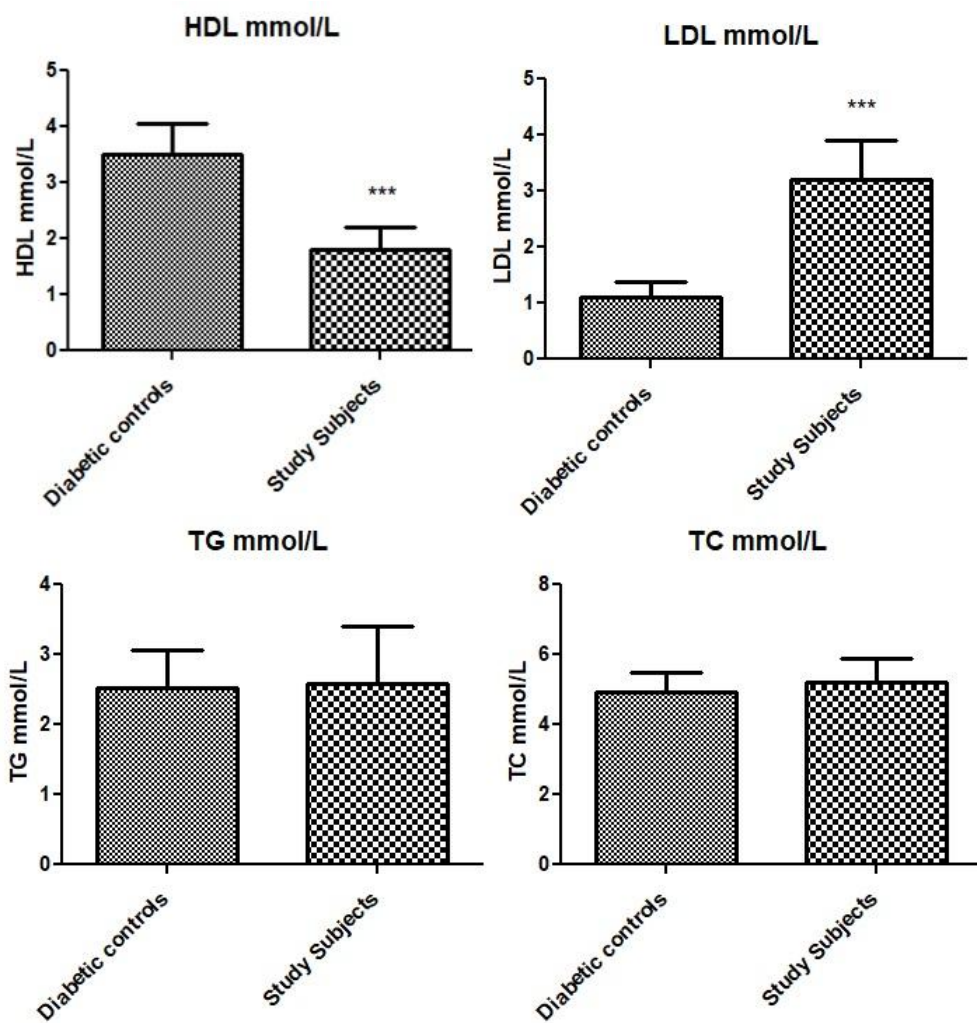 HDL mmol/L
HDL mmol/L
5
4
3
2
1
0
***
Diabetic controls
Study Subjects
LDL mmol/L
LDL mmol/L
5
4
3
2
1
0
***
Diabetic controls
Study Subjects
TG mmol/L
TG mmol/L
4
3
2
1
0
Diabetic controls
Study Subjects
TC mmol/L
TC mmol/L
8
6
4
2
0
Diabetic controls
Study Subjects